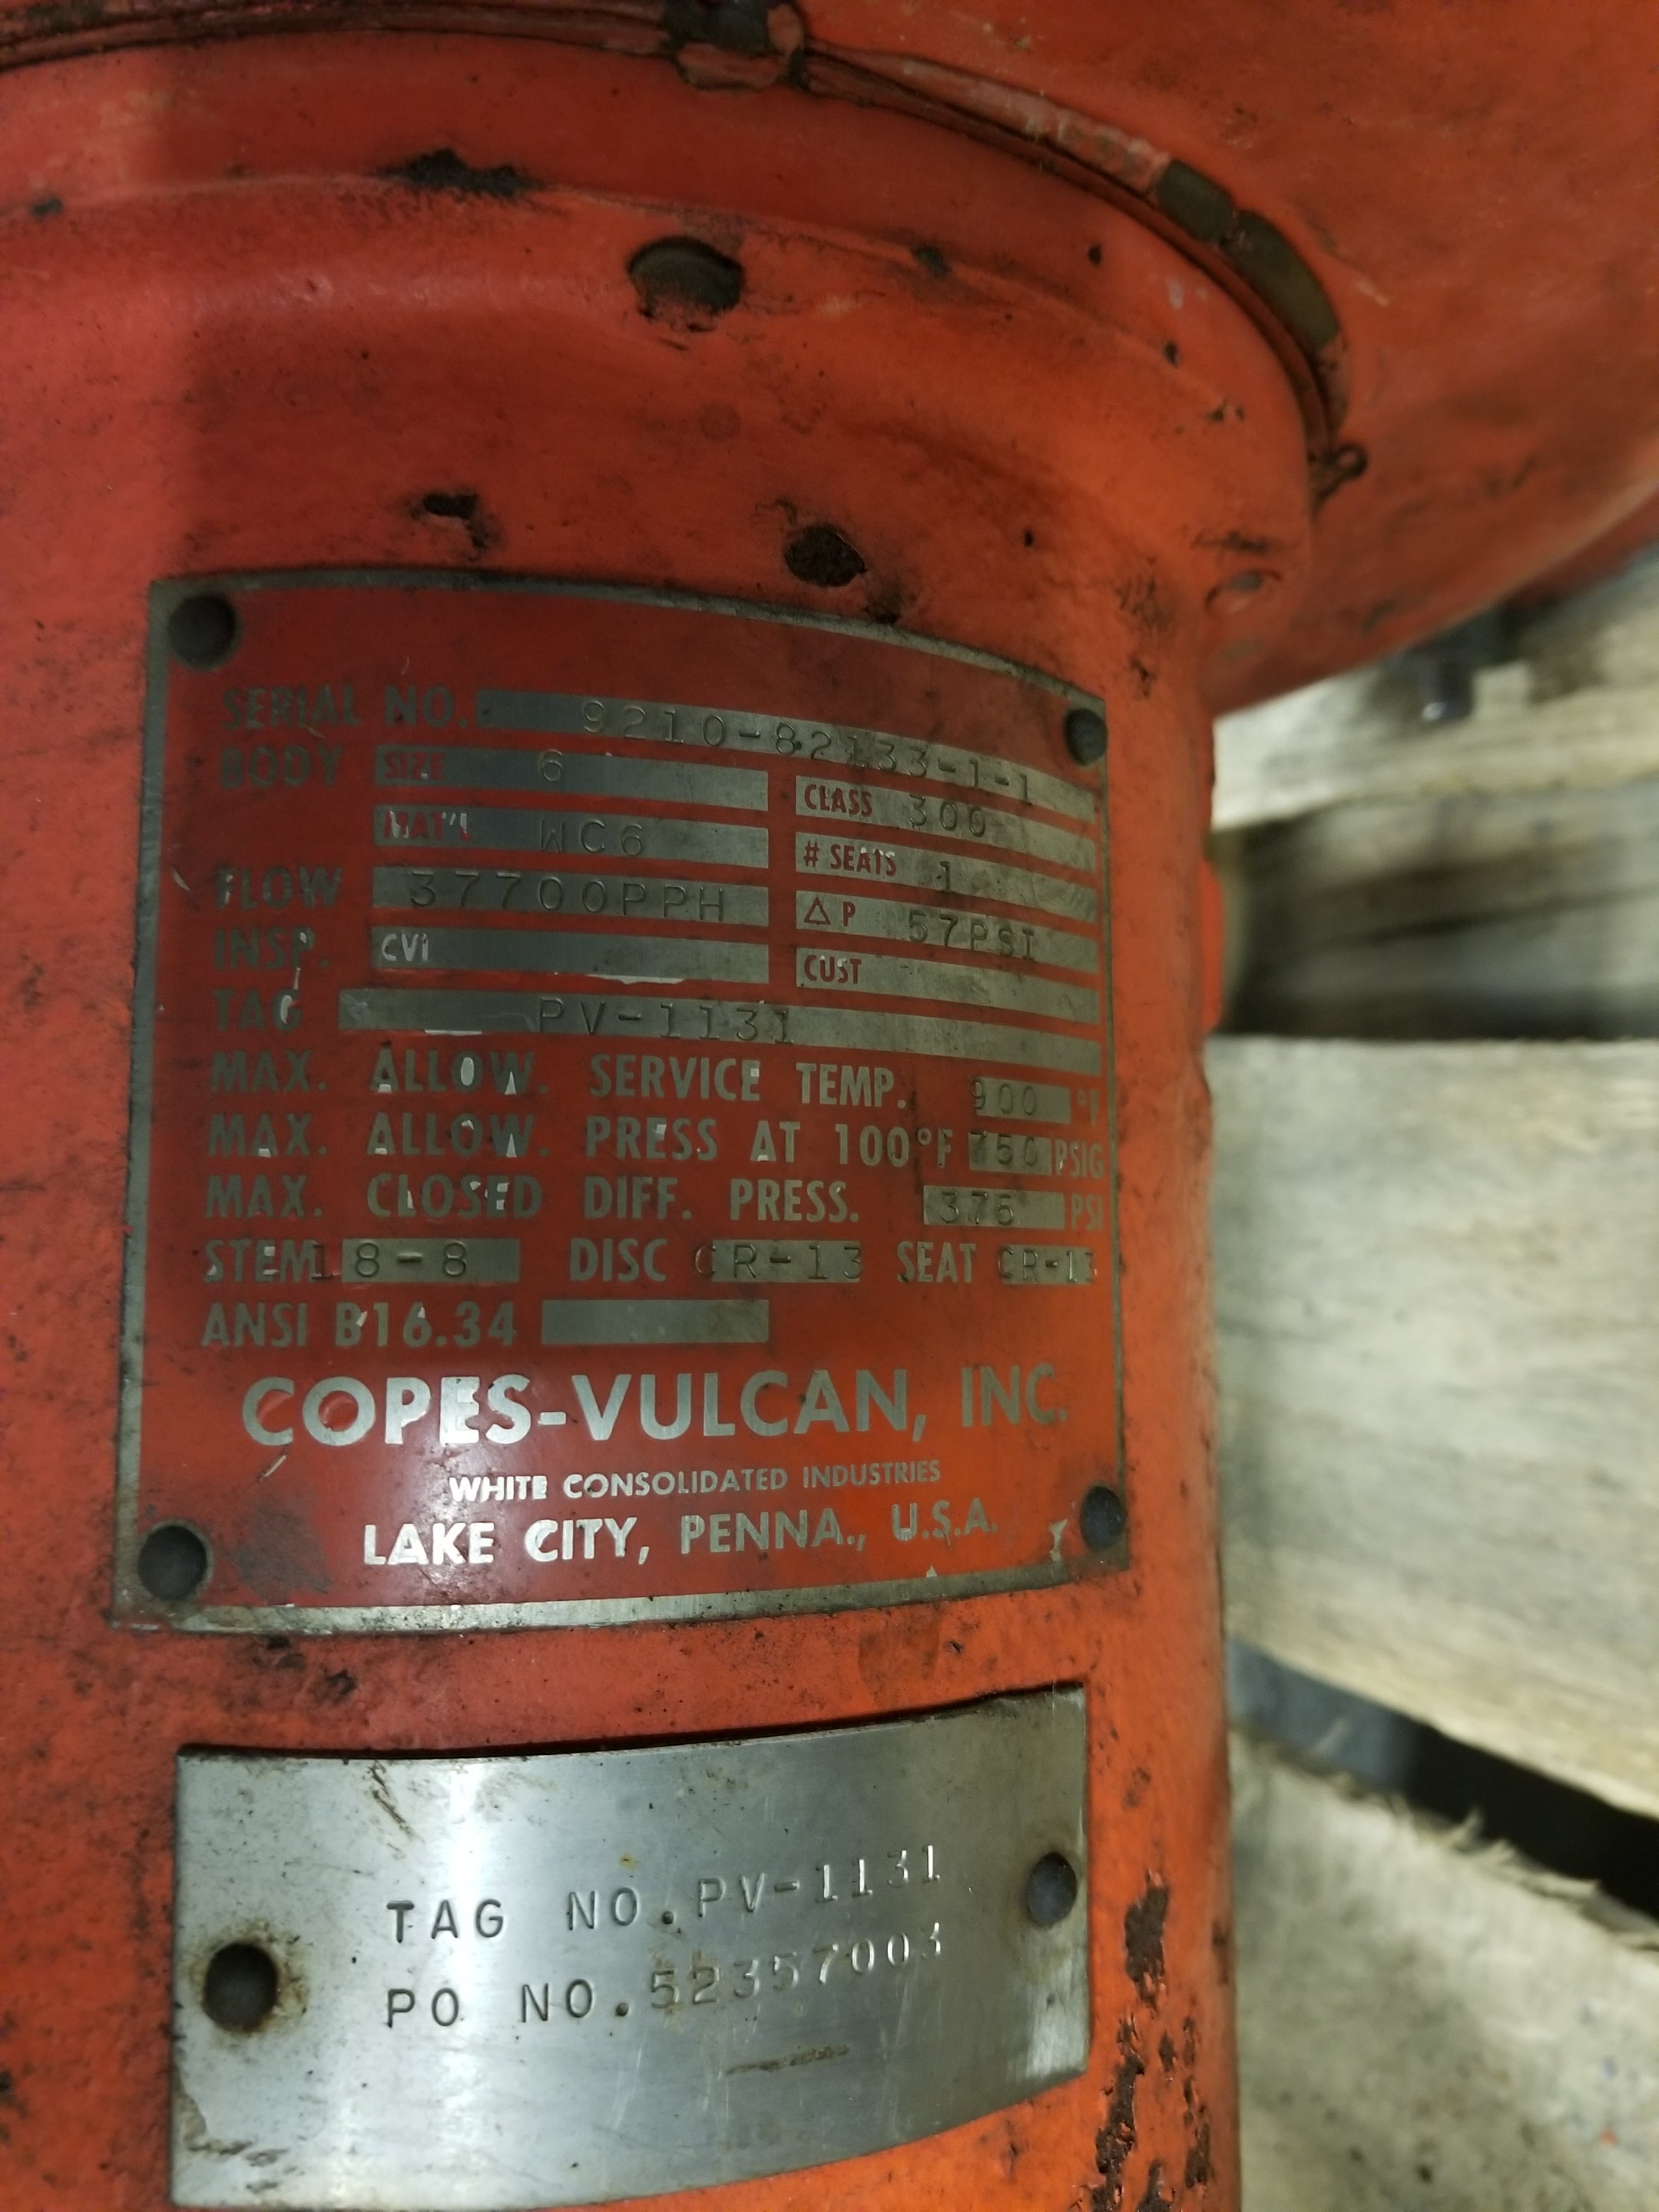 SERIAL NO. 9210-82133-1-1
BODY SIZE 6 CLASS 300
MAT'L WC6 # SEATS 1
FLOW 37700PPH △ P 57PSI
INSP. CVI CUST
TAG PV-1131
MAX. ALLOW. SERVICE TEMP. 900 °F
MAX. ALLOW. PRESS AT 100°F 750 PSIG
MAX. CLOSED DIFF. PRESS. 375 PSI
STEM 18-8 DISC CR-13 SEAT CR-13
ANSI B16.34
COPES-VULCAN, INC.
WHITE CONSOLIDATED INDUSTRIES
LAKE CITY, PENNA., U.S.A.
TAG NO. PV-1131
PO NO. 52357003